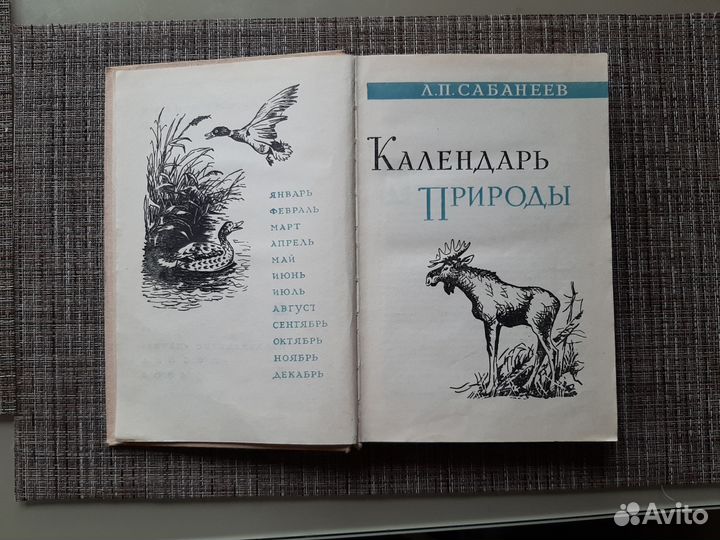 ЯНВАРЬ
ФЕВРАЛЬ
МАРТ
АПРЕЛЬ
МАЙ
ИЮНЬ
ИЮЛЬ
АВГУСТ
СЕНТЯБРЬ
ОКТЯБРЬ
НОЯБРЬ
ДЕКАБРЬ
Л.П. САБАНЕЕВ
КАЛЕНДАРЬ
ПРИРОДЫ
Avito